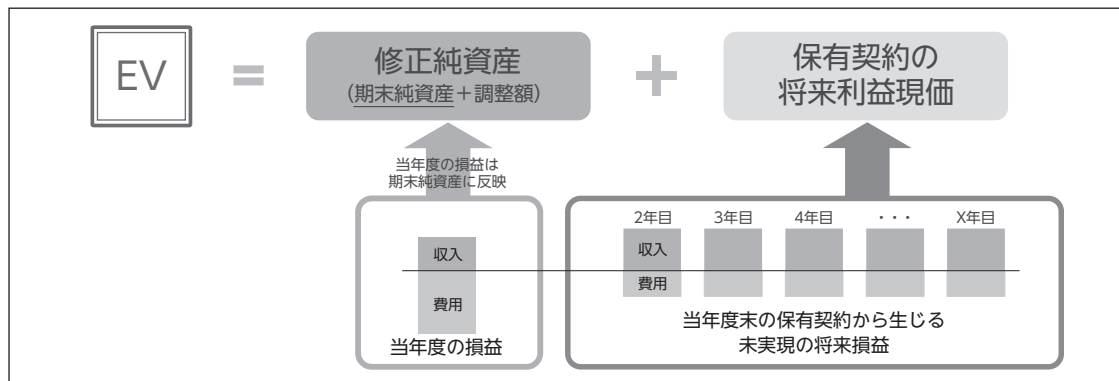 EV
=
修正純資産
(期末純資産+調整額)
+
保有契約の
将来利益現価
当年度の損益は
期末純資産に反映
収入
費用
当年度の損益
2年目 3年目 4年目 ・・・ X年目
収入
費用
当年度末の保有契約から生じる
未実現の将来損益